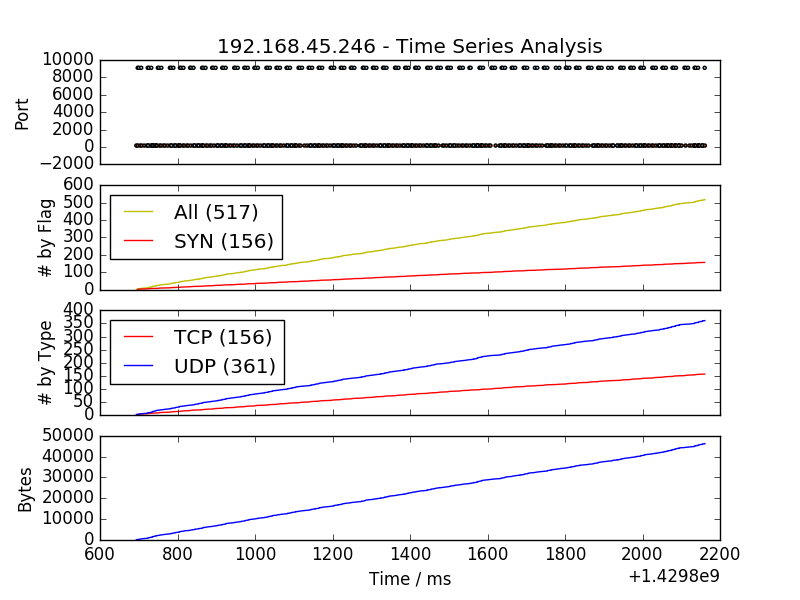 192.168.45.246 - Time Series Analysis
Port
10000
8000
6000
4000
2000
0
−2000
# by Flag
600
500
400
300
200
100
0
All (517)
SYN (156)
# by Type
400
350
300
250
200
150
100
50
0
TCP (156)
UDP (361)
Bytes
50000
40000
30000
20000
10000
0
600 800 1000 1200 1400 1600 1800 2000 2200
Time / ms
+1.4298e9